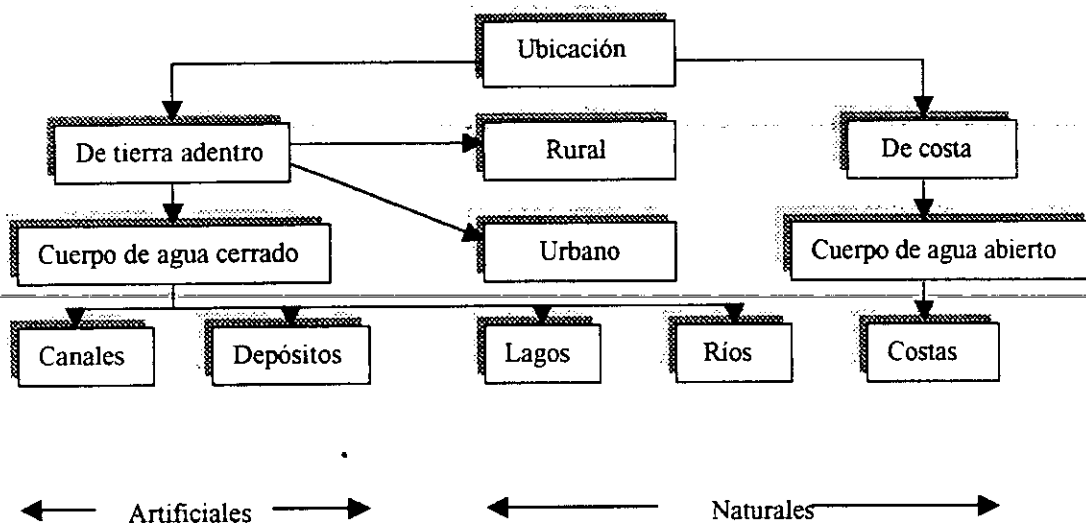 Ubicación
De tierra adentro
Rural
De costa
Cuerpo de agua cerrado
Urbano
Cuerpo de agua abierto
Canales
Depósitos
Lagos
Ríos
Costas
Artificiales
Naturales